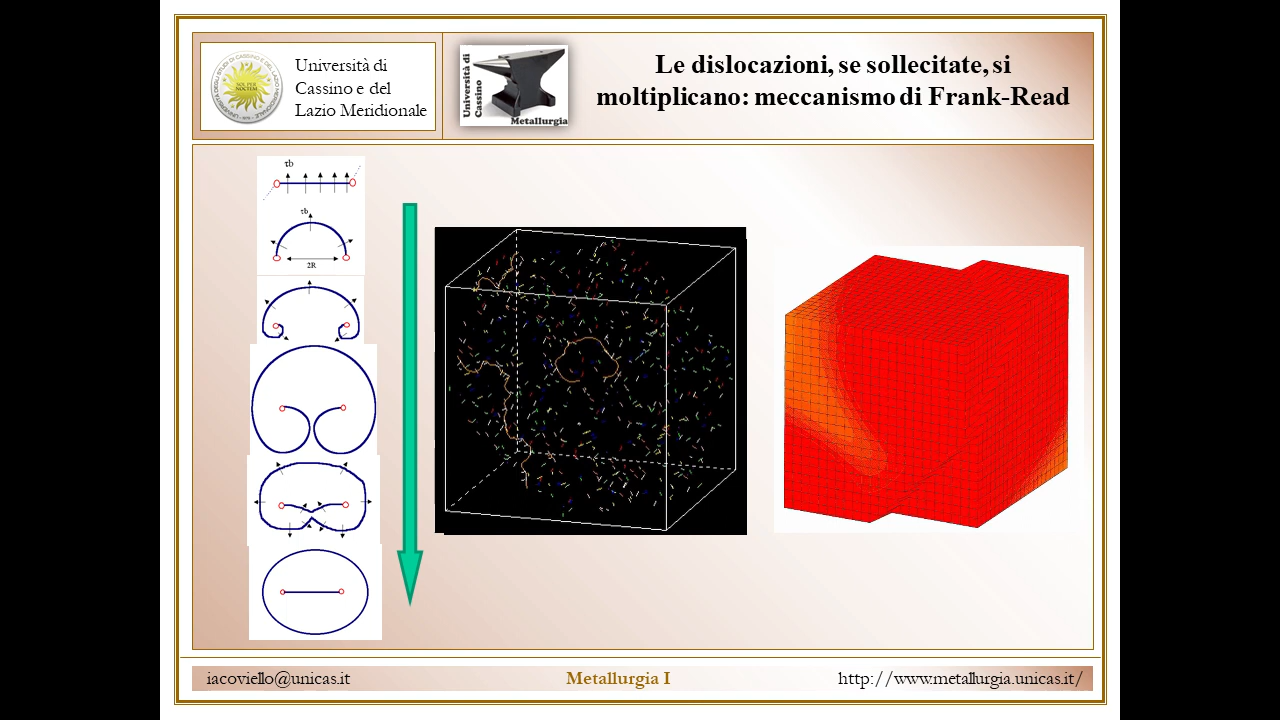 Università di
Cassino e del
Lazio Meridionale
Università di
Cassino
Metallurgia
Le dislocazioni, se sollecitate, si
moltiplicano: meccanismo di Frank-Read
τb
τb
2R
iacoviello@unicas.it
Metallurgia I
http://www.metallurgia.unicas.it/